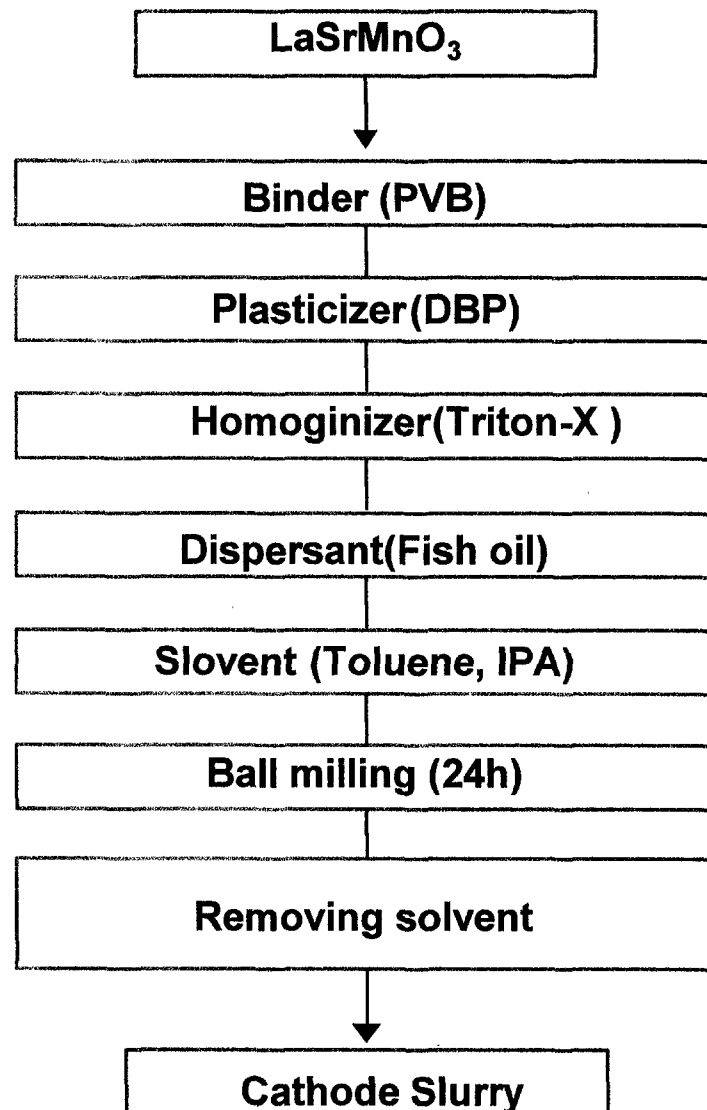 LaSrMnO₃
Binder (PVB)
Plasticizer(DBP)
Homoginizer(Triton-X )
Dispersant(Fish oil)
Slovent (Toluene, IPA)
Ball milling (24h)
Removing solvent
Cathode Slurry